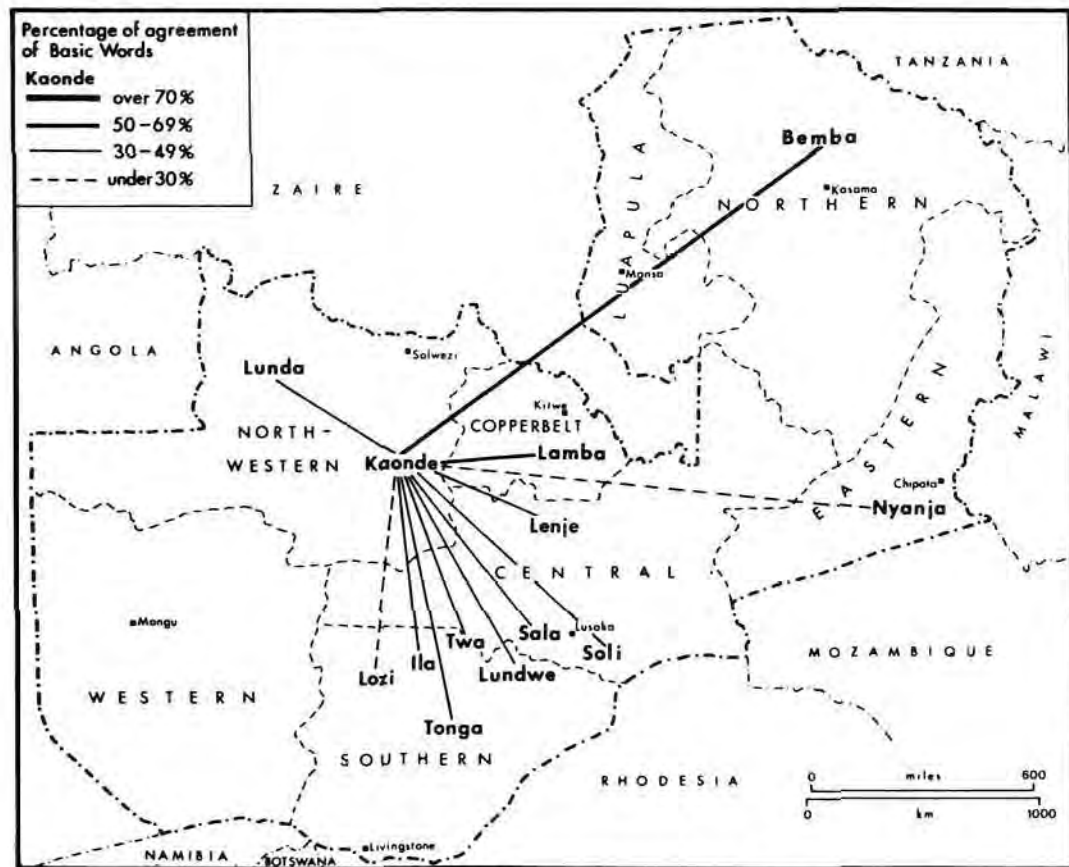 Percentage of agreement
of Basic Words
Kaonde
over 70%
50-69%
30-49%
under 30%
TANZANIA
ZAIRE
Bemba
Kasama
NORTHERN
LUAPULA
Mansa
ANGOLA
Solwezi
Lunda
MALAWI
EASTERN
Kitwe
COPPERBELT
NORTH-
WESTERN
Kaonde
Lamba
Chipata
Nyanja
Lenje
CENTRAL
Mongu
Lusaka
Sala
Soli
Twa
Ila
Lundwe
Lozi
MOZAMBIQUE
WESTERN
Tonga
SOUTHERN
RHODESIA
0 miles 600
0 km 1000
Livingstone
NAMIBIA
BOTSWANA